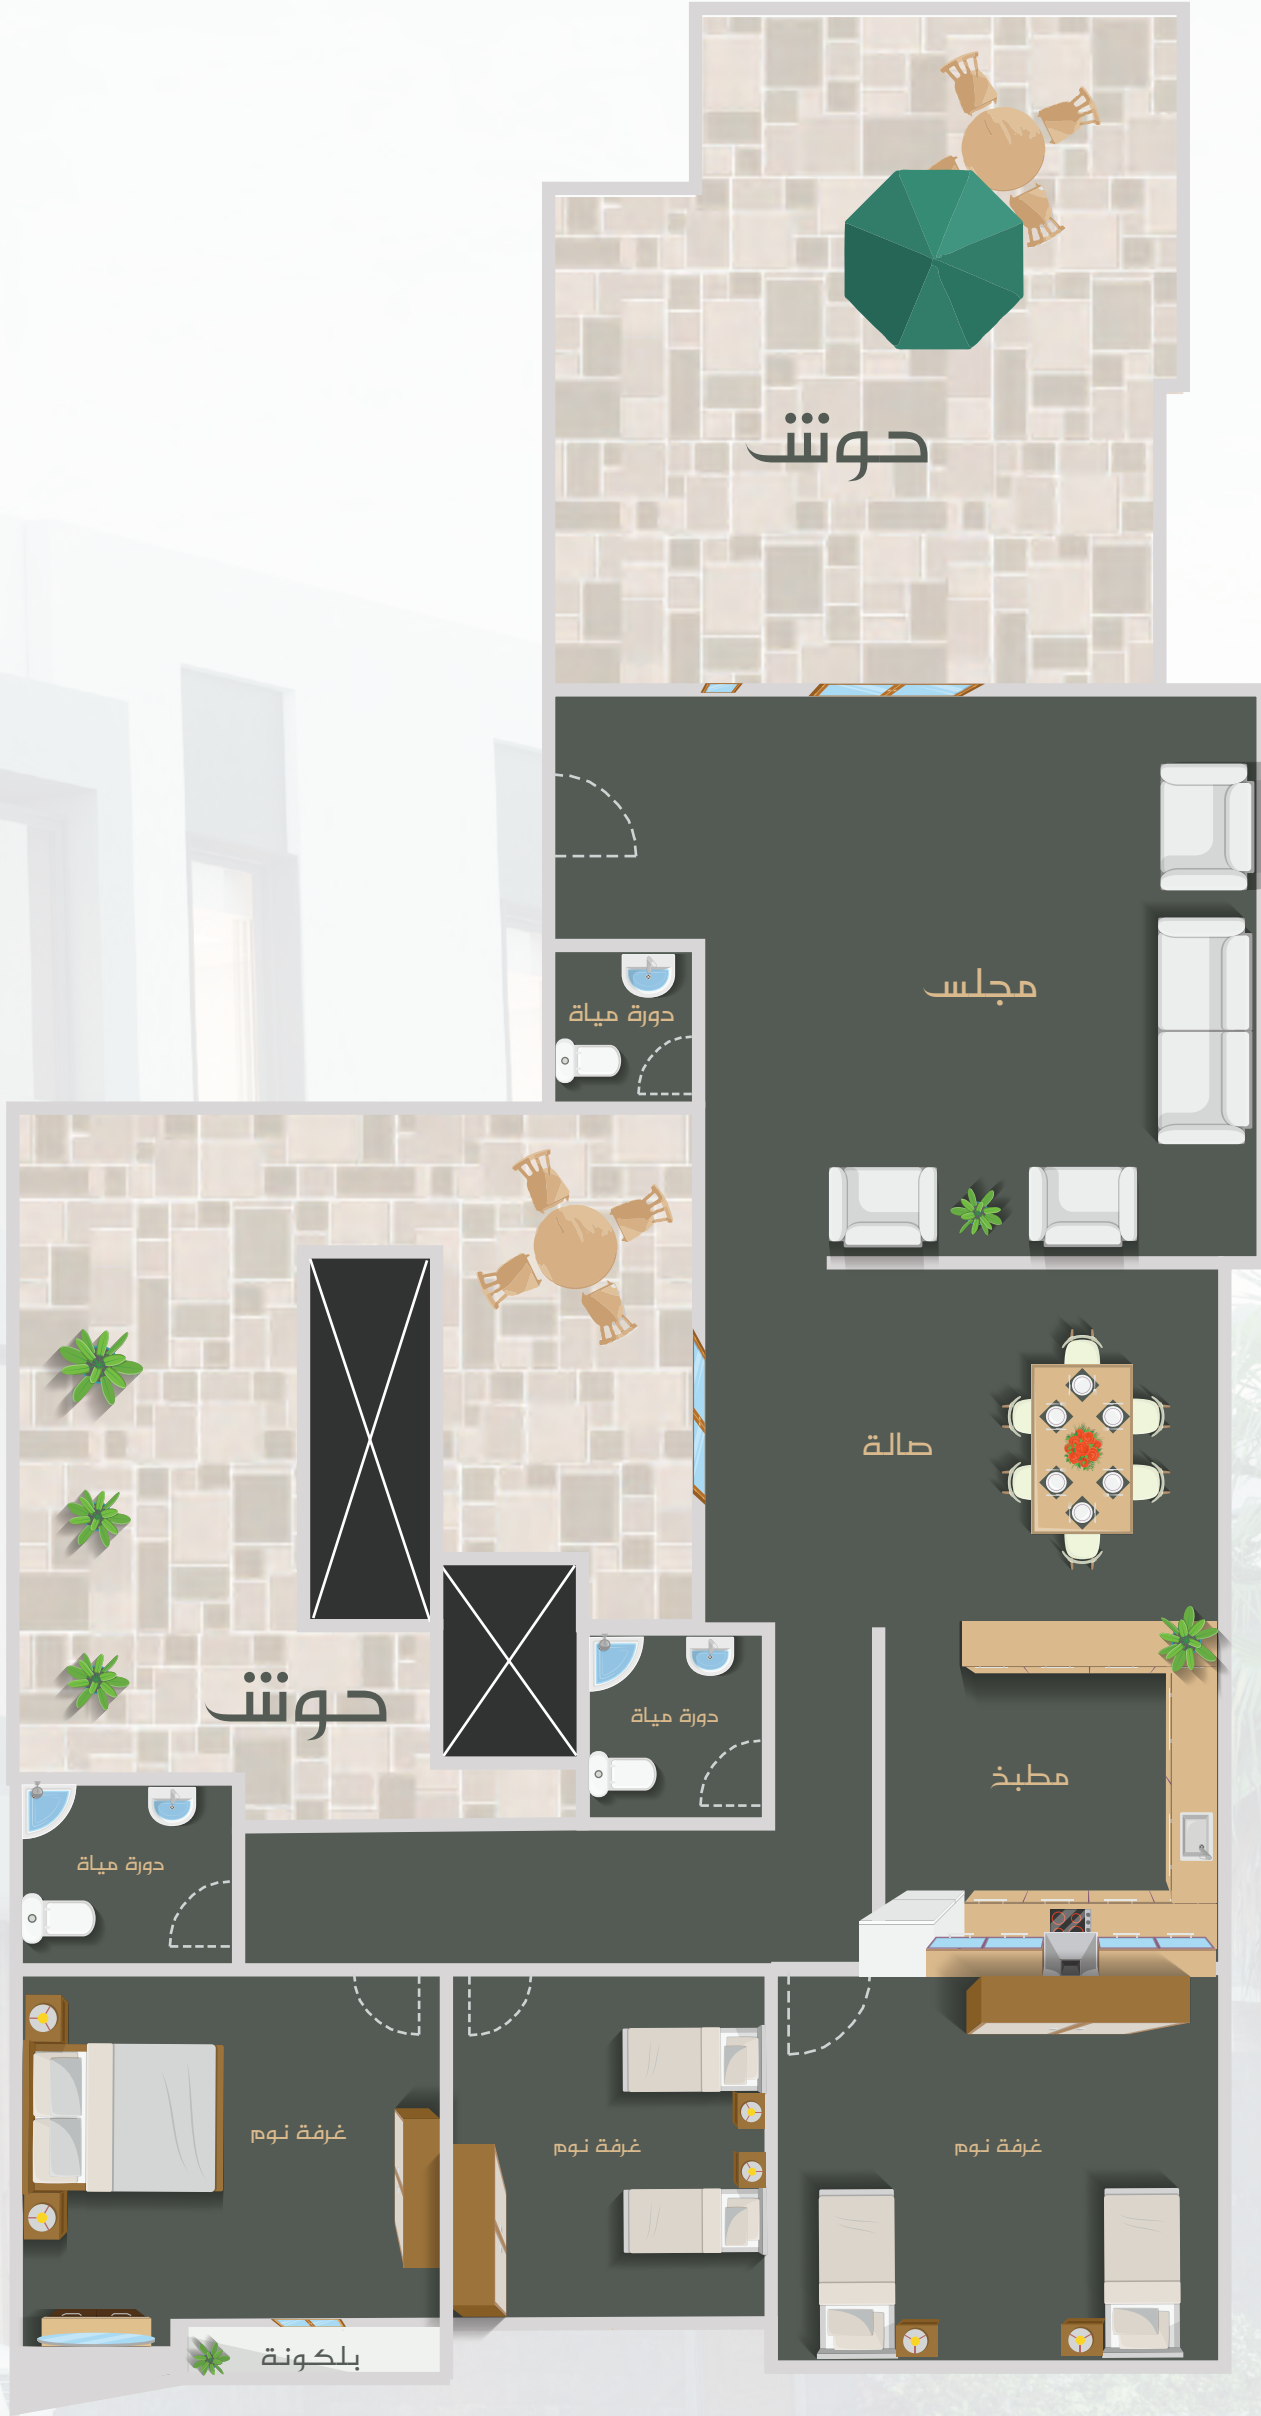 حوش
مجلس
دورة مياة
صالة
حوش
دورة مياة
مطبخ
دورة مياة
غرفة نوم
غرفة نوم
غرفة نوم
بلكونة